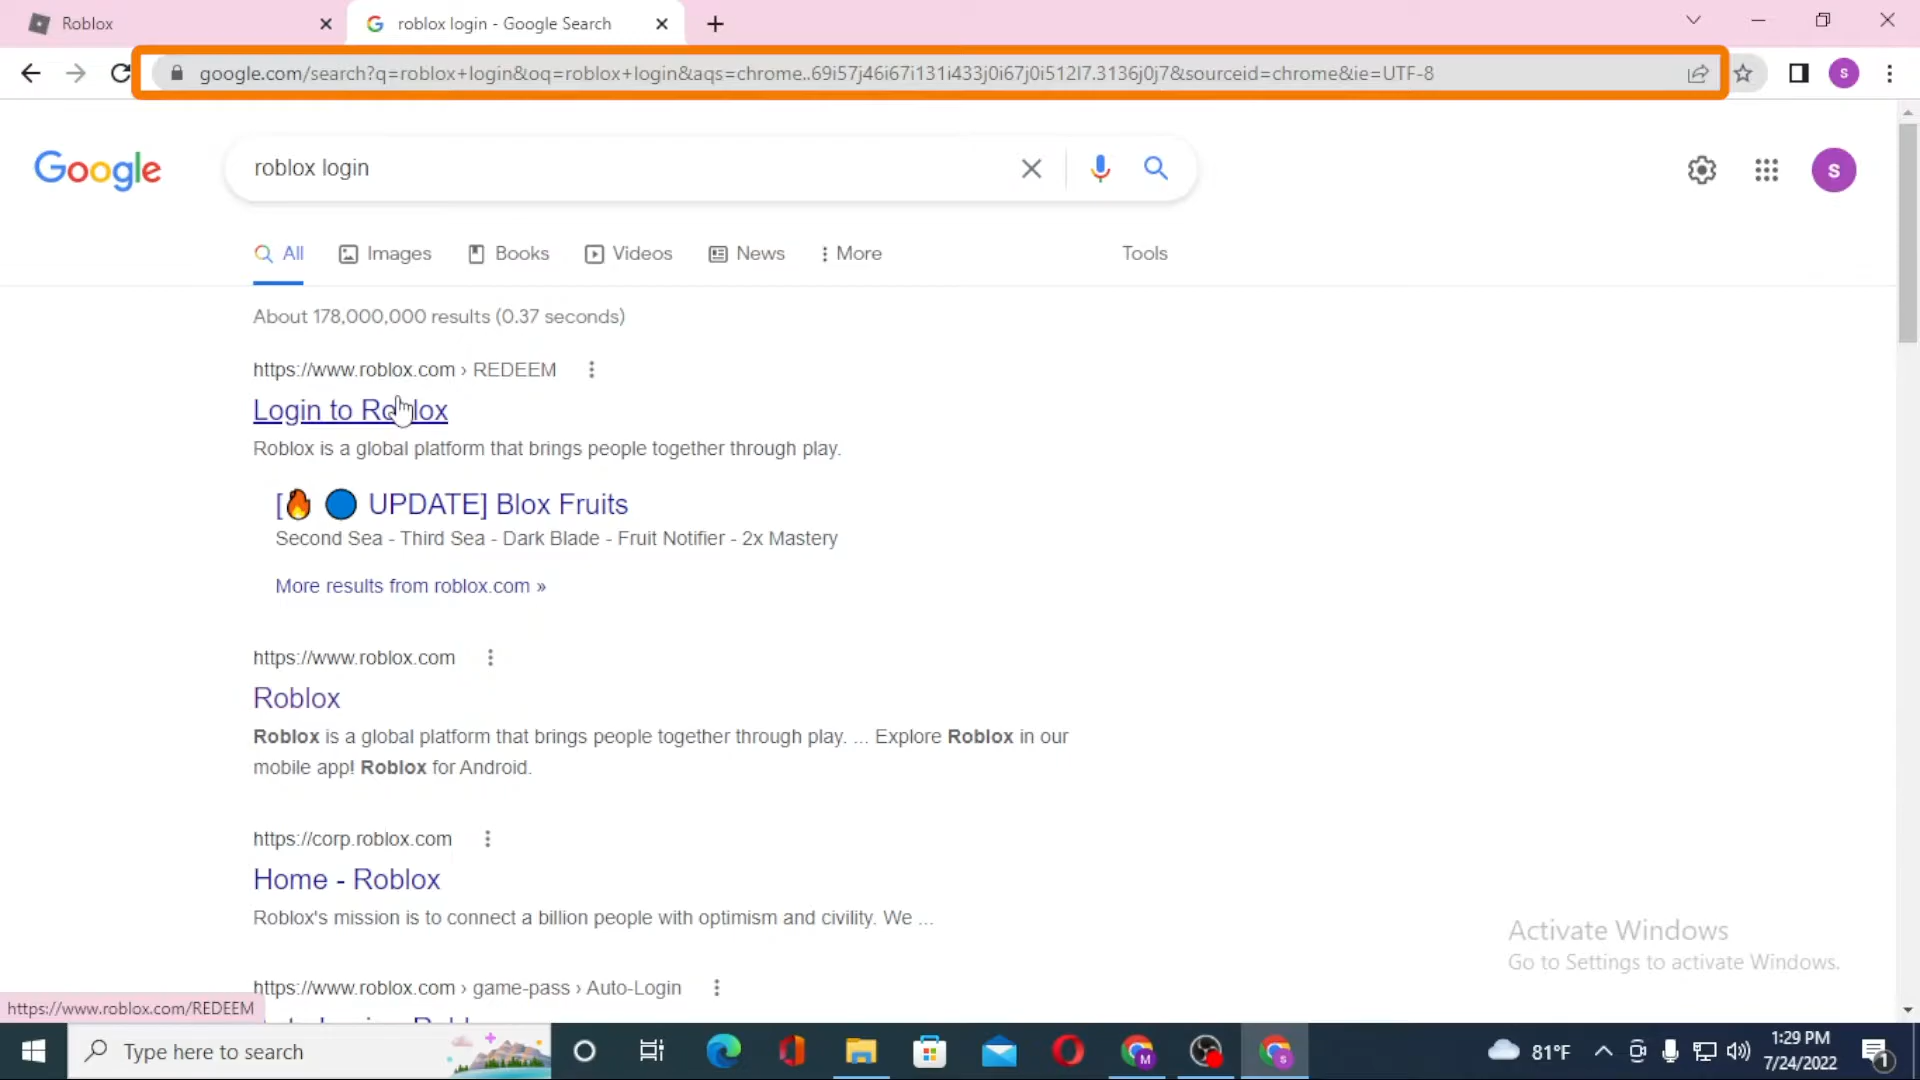 Roblox
roblox login - Google Search
google.com/search?q=roblox+login&oq=roblox+login&aqs=chrome..69i57j46i67i131i433j0i67j0i512l7.3136j0j7&sourceid=chrome&ie=UTF-8
S
Google
roblox login
S
All
Images
Books
Videos
News
More
Tools
About 178,000,000 results (0.37 seconds)
https://www.roblox.com › REDEEM
Login to Roblox
Roblox is a global platform that brings people together through play.
[🔥 🔵 UPDATE] Blox Fruits
Second Sea - Third Sea - Dark Blade - Fruit Notifier - 2x Mastery
More results from roblox.com »
https://www.roblox.com
Roblox
Roblox is a global platform that brings people together through play. ... Explore Roblox in our
mobile app! Roblox for Android.
https://corp.roblox.com
Home - Roblox
Roblox's mission is to connect a billion people with optimism and civility. We ...
Activate Windows
Go to Settings to activate Windows.
https://www.roblox.com › game-pass › Auto-Login
https://www.roblox.com/REDEEM
Type here to search
M
S
81°F
1:29 PM
7/24/2022
1